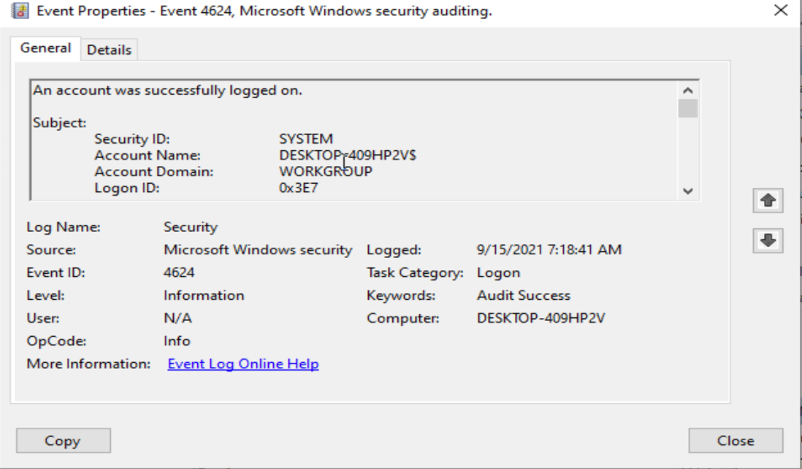 Event Properties - Event 4624, Microsoft Windows security auditing.
General Details
An account was successfully logged on.
Subject:
Security ID: SYSTEM
Account Name: DESKTOP-409HP2V$
Account Domain: WORKGROUP
Logon ID: 0x3E7
Log Name: Security
Source: Microsoft Windows security Logged: 9/15/2021 7:18:41 AM
Event ID: 4624 Task Category: Logon
Level: Information Keywords: Audit Success
User: N/A Computer: DESKTOP-409HP2V
OpCode: Info
More Information: Event Log Online Help
Copy Close